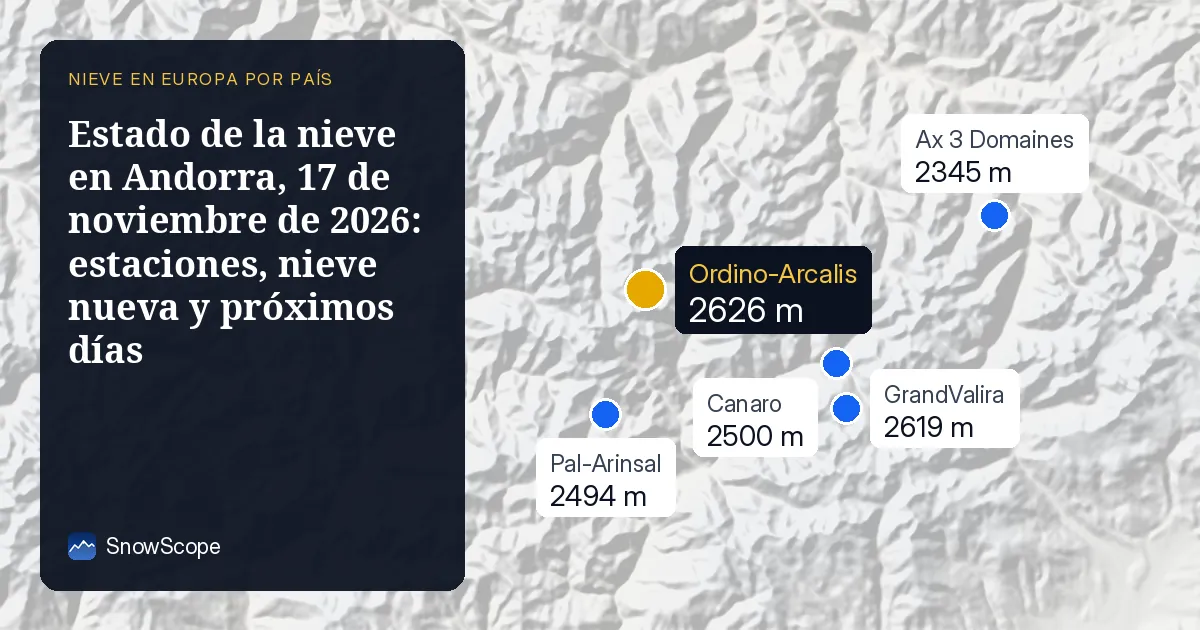 NIEVE EN EUROPA POR PAÍS
Estado de la nieve
en Andorra, 17 de
noviembre de 2026:
estaciones, nieve
nueva y próximos
días
SnowScope
Ax 3 Domaines
2345 m
Ordino-Arcalis
2626 m
Canaro
2500 m
GrandValira
2619 m
Pal-Arinsal
2494 m